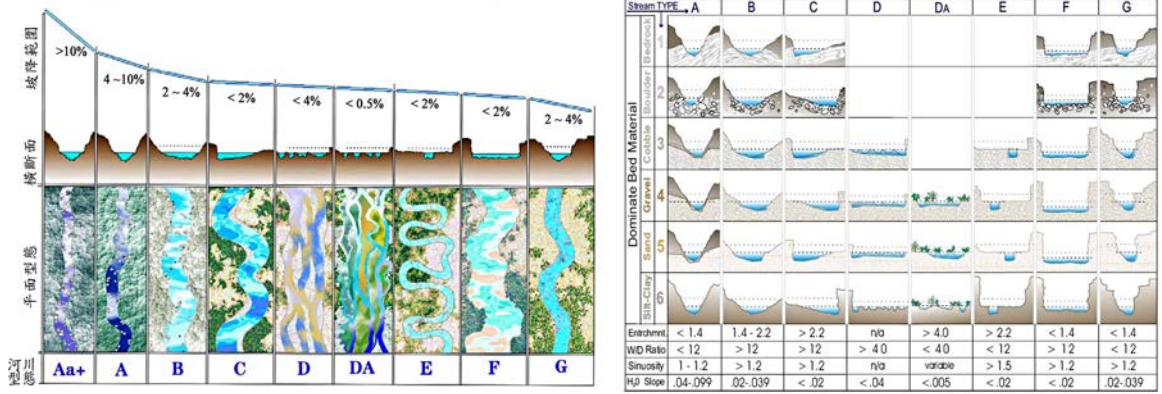 坡降範圍
>10%
4 ~10%
2 ~ 4%
< 2%
< 4%
< 0.5%
< 2%
< 2%
2 ~ 4%
橫斷面
平面型態
河川型態
Aa+ A B C D DA E F G
Stream TYPE A B C D DA E F G
Dominate Bed Material
Bedrock 1
Boulder 2
Cobble 3
Gravel 4
Sand 5
Silt-Clay 6
Entrchmnt. < 1.4 1.4 - 2.2 > 2.2 n/a > 4.0 > 2.2 < 1.4 < 1.4
W/D Ratio < 12 > 12 > 12 > 40 < 40 < 12 > 12 < 12
Sinuosity 1 - 1.2 > 1.2 > 1.2 n/a variable > 1.5 > 1.2 > 1.2
H₂0 Slope .04-.099 .02-.039 < .02 < .04 < .005 < .02 < .02 .02-.039